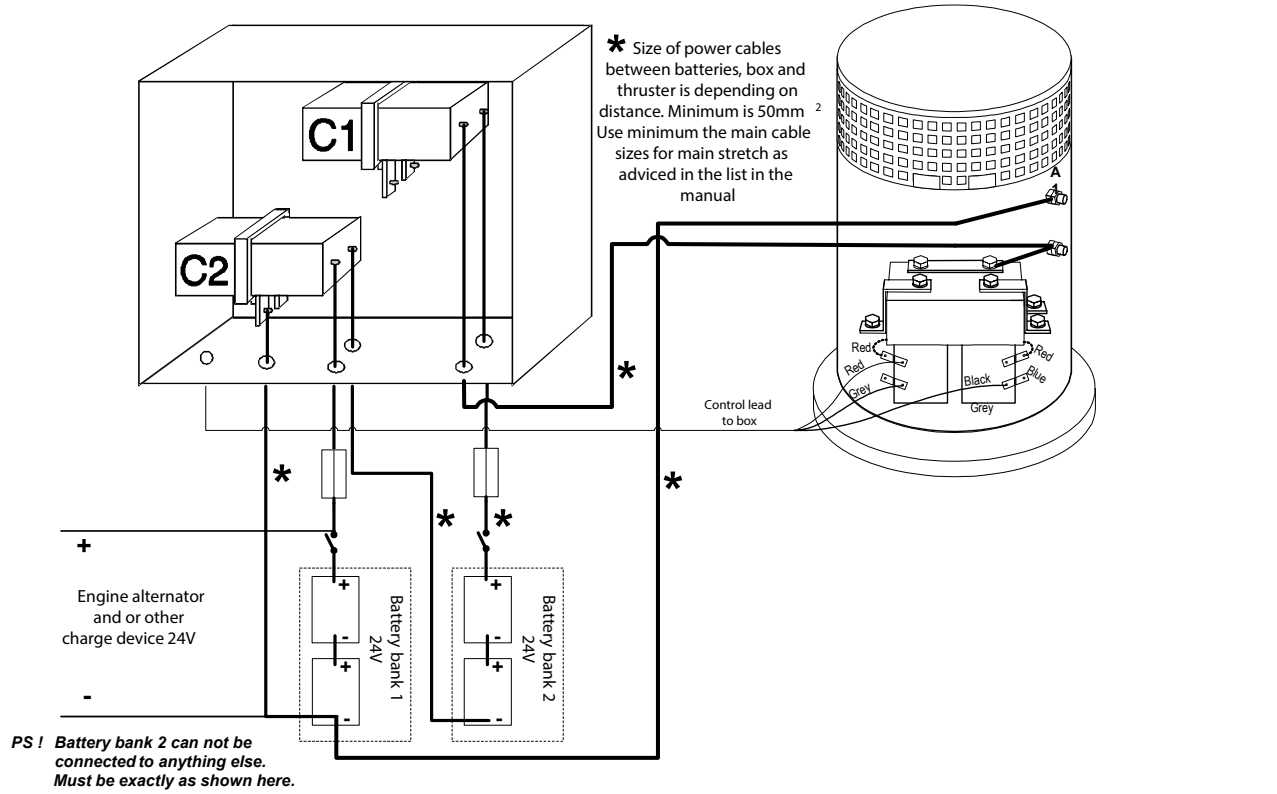 C1
C2
* Size of power cables
between batteries, box and
thruster is depending on
distance. Minimum is 50mm 2
Use minimum the main cable
sizes for main stretch as
adviced in the list in the
manual
A
1
Red
Red
Grey
Red
Blue
Black
Grey
*
Control lead
to box
*
*
*
*
+
Engine alternator
and or other
charge device 24V
-
+
-
+
-
Battery bank 1
24V
+
-
+
-
Battery bank 2
24V
PS ! Battery bank 2 can not be
connected to anything else.
Must be exactly as shown here.